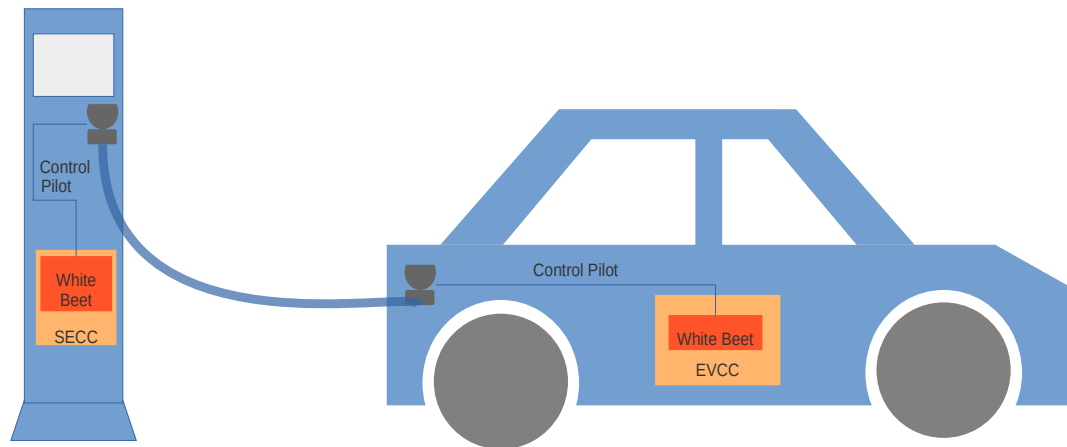 Control
Pilot
White
Beet
SECC
Control Pilot
White Beet
EVCC